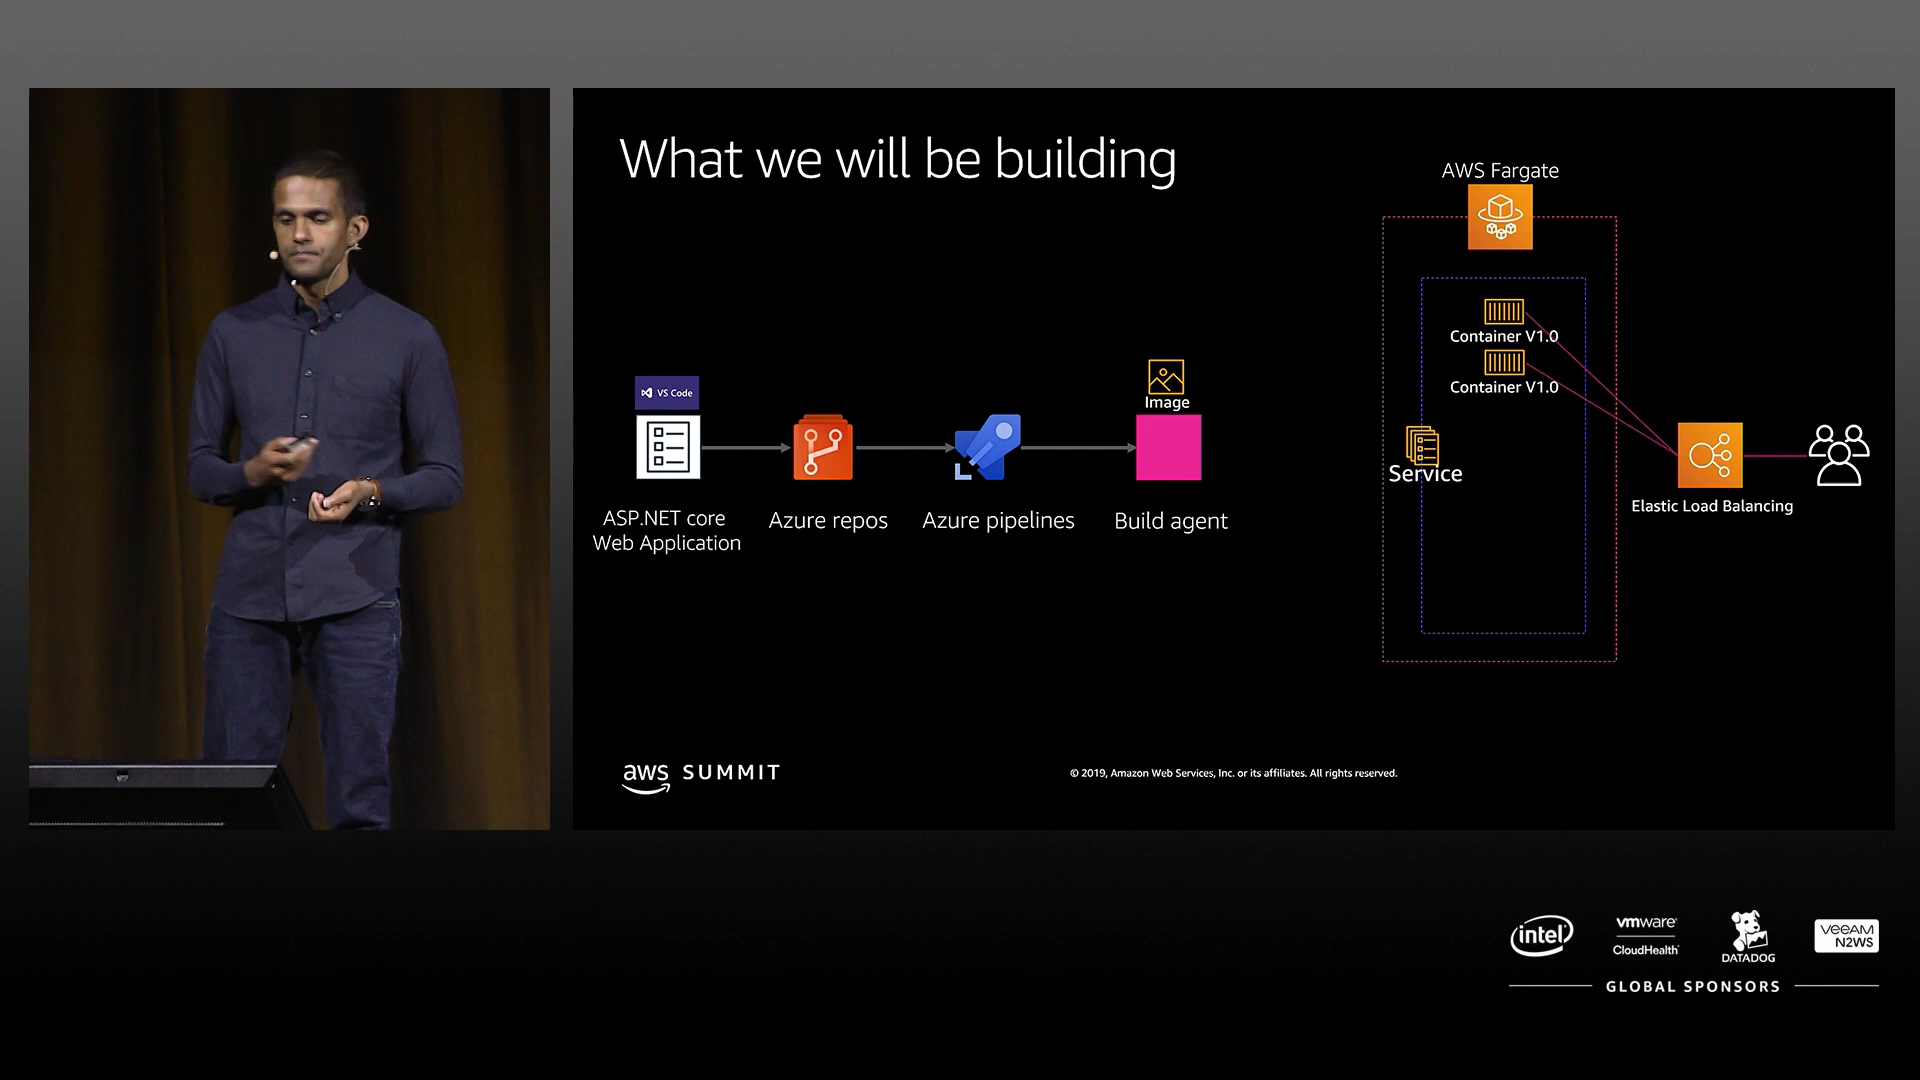 What we will be building
AWS Fargate
Container V1.0
Container V1.0
VS Code
Image
Service
ASP.NET core
Web Application
Azure repos
Azure pipelines
Build agent
Elastic Load Balancing
aws SUMMIT
© 2019, Amazon Web Services, Inc. or its affiliates. All rights reserved.
intel
vmware
CloudHealth
DATADOG
VEEAM
N2WS
GLOBAL SPONSORS